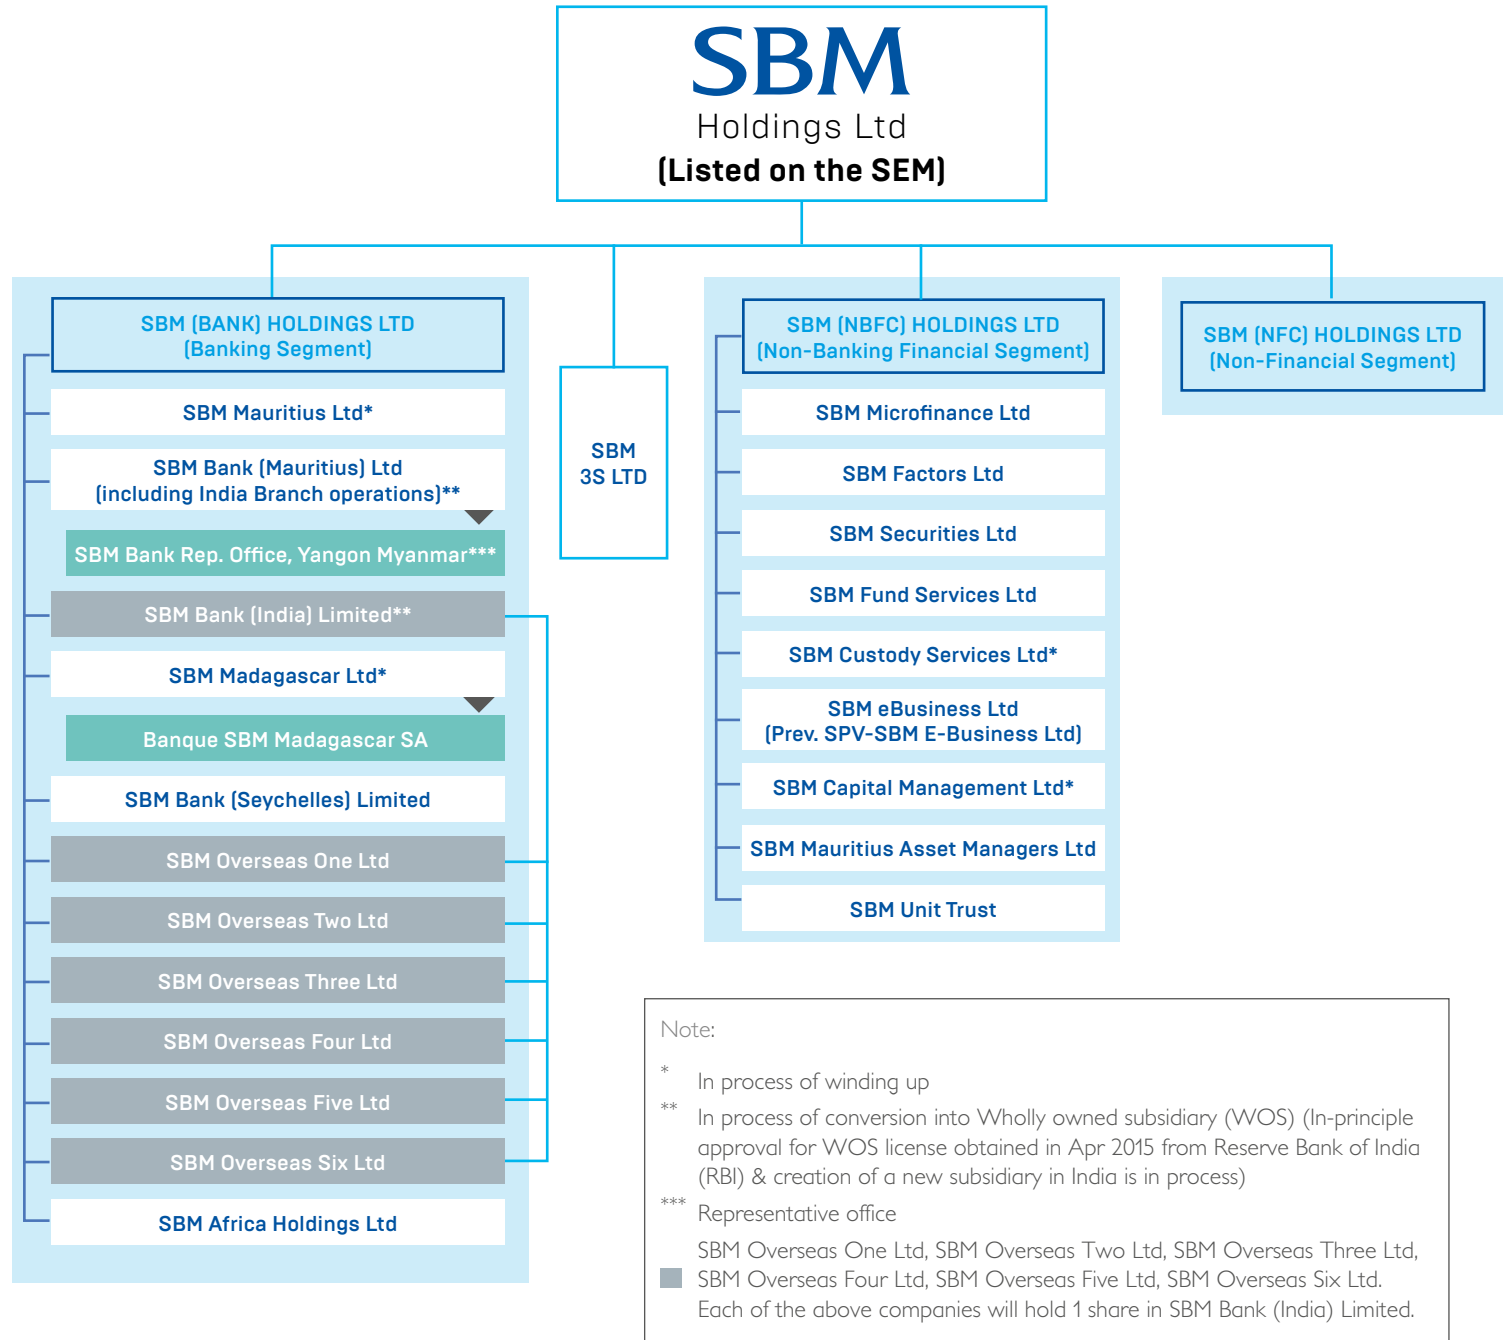 SBM
Holdings Ltd
(Listed on the SEM)
SBM (BANK) HOLDINGS LTD
(Banking Segment)
SBM Mauritius Ltd*
SBM Bank (Mauritius) Ltd
(including India Branch operations)**
SBM Bank Rep. Office, Yangon Myanmar***
SBM Bank (India) Limited**
SBM Madagascar Ltd*
Banque SBM Madagascar SA
SBM Bank (Seychelles) Limited
SBM Overseas One Ltd
SBM Overseas Two Ltd
SBM Overseas Three Ltd
SBM Overseas Four Ltd
SBM Overseas Five Ltd
SBM Overseas Six Ltd
SBM Africa Holdings Ltd
SBM
3S LTD
SBM (NBFC) HOLDINGS LTD
(Non-Banking Financial Segment)
SBM Microfinance Ltd
SBM Factors Ltd
SBM Securities Ltd
SBM Fund Services Ltd
SBM Custody Services Ltd*
SBM eBusiness Ltd
(Prev. SPV-SBM E-Business Ltd)
SBM Capital Management Ltd*
SBM Mauritius Asset Managers Ltd
SBM Unit Trust
SBM (NFC) HOLDINGS LTD
(Non-Financial Segment)
Note:
* In process of winding up
** In process of conversion into Wholly owned subsidiary (WOS) (In-principle
approval for WOS license obtained in Apr 2015 from Reserve Bank of India
(RBI) & creation of a new subsidiary in India is in process)
*** Representative office
SBM Overseas One Ltd, SBM Overseas Two Ltd, SBM Overseas Three Ltd,
SBM Overseas Four Ltd, SBM Overseas Five Ltd, SBM Overseas Six Ltd.
Each of the above companies will hold 1 share in SBM Bank (India) Limited.